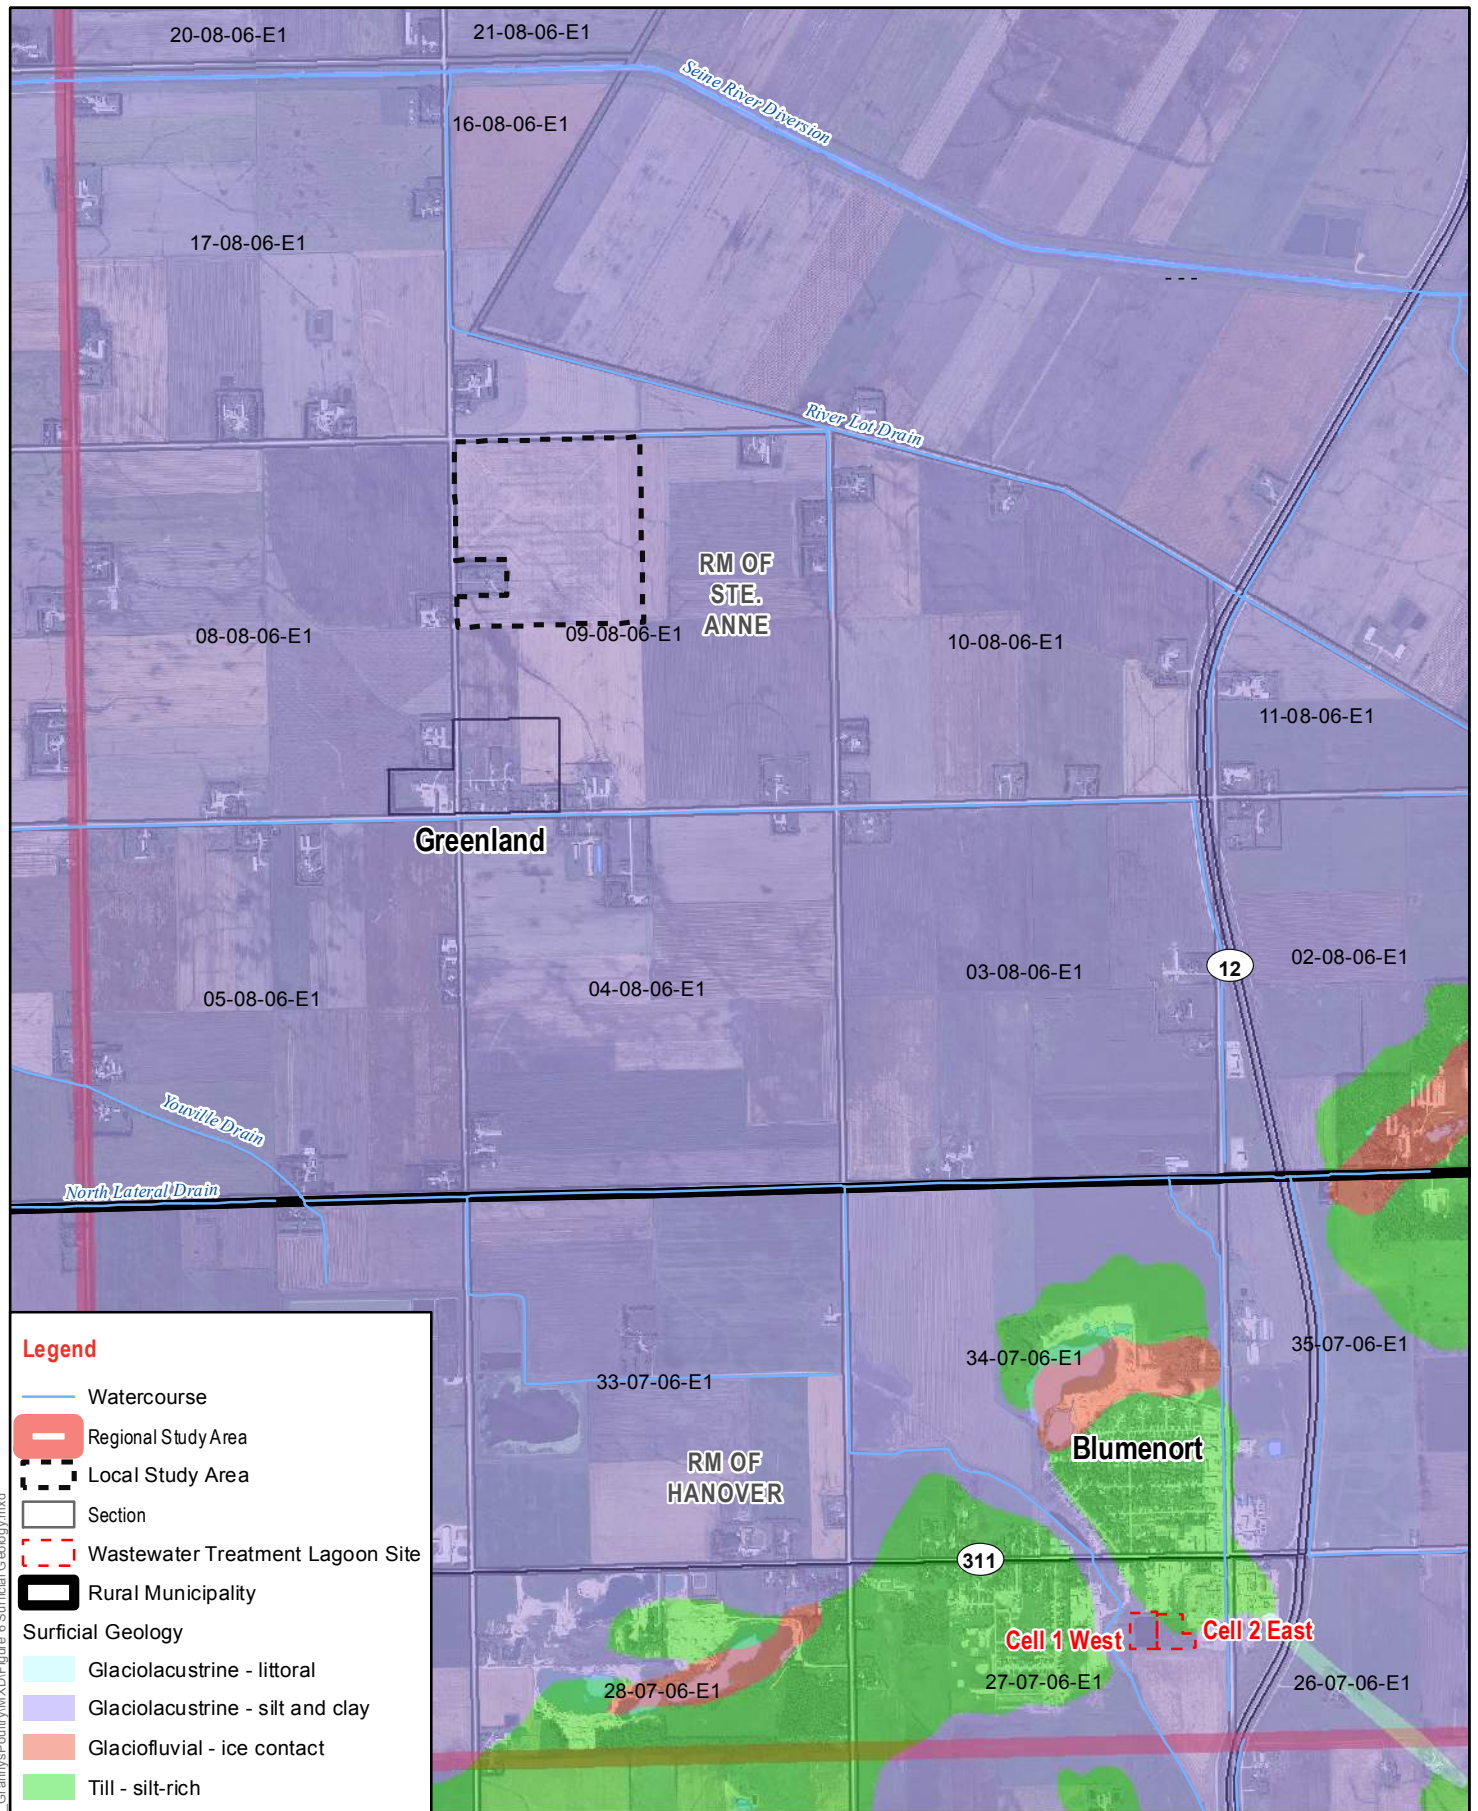 20-08-06-E1
21-08-06-E1
Seine River Diversion
16-08-06-E1
17-08-06-E1
River Lot Drain
RM OF
STE.
ANNE
08-08-06-E1
09-08-06-E1
10-08-06-E1
11-08-06-E1
Greenland
12
02-08-06-E1
03-08-06-E1
04-08-06-E1
05-08-06-E1
Youville Drain
North Lateral Drain
34-07-06-E1
35-07-06-E1
33-07-06-E1
Blumenort
RM OF
HANOVER
311
Cell 1 West
Cell 2 East
28-07-06-E1
27-07-06-E1
26-07-06-E1
Legend
Watercourse
Regional Study Area
Local Study Area
Section
Wastewater Treatment Lagoon Site
Rural Municipality
Surficial Geology
Glaciolacustrine - littoral
Glaciolacustrine - silt and clay
Glaciofluvial - ice contact
Till - silt-rich